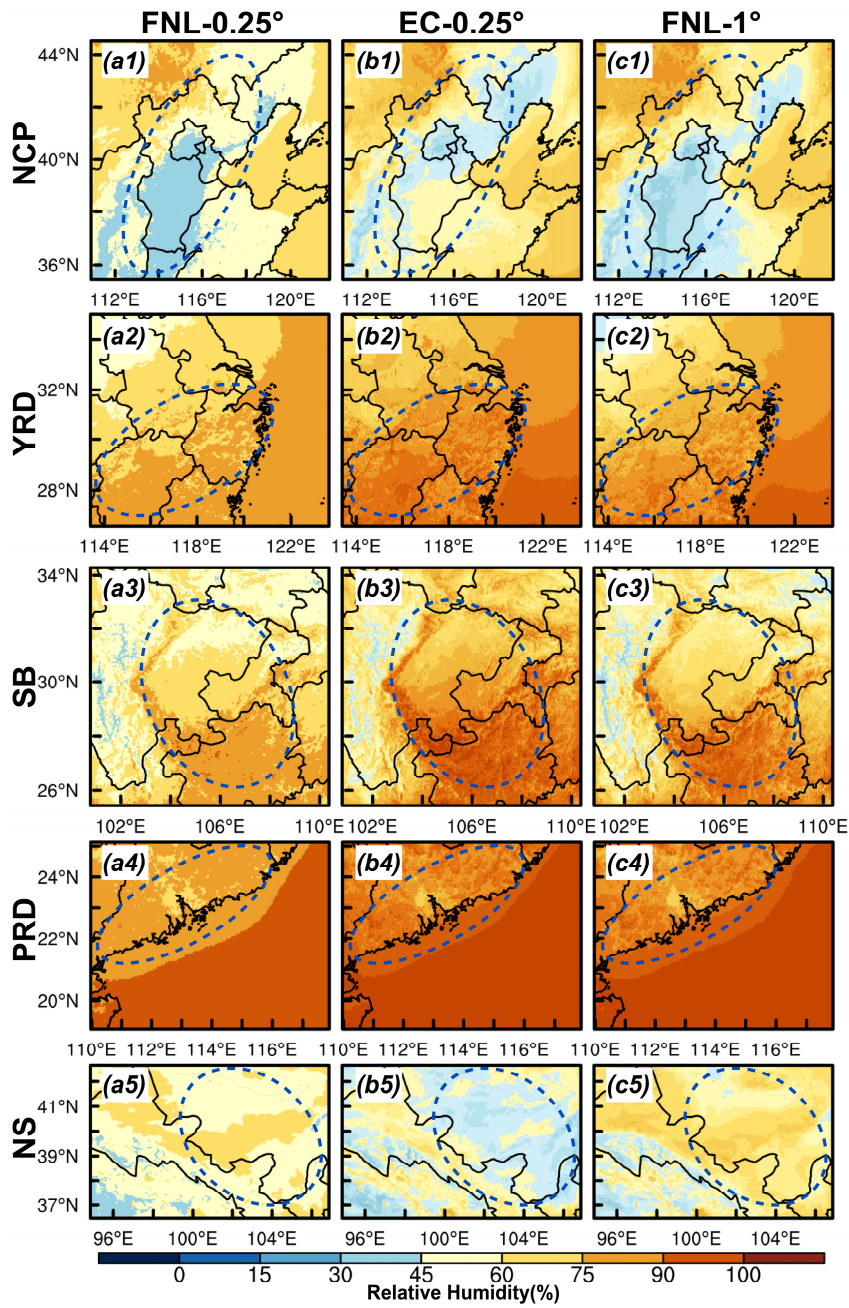 FNL-0.25° EC-0.25° FNL-1°
NCP
44°N (a1) (b1) (c1)
40°N
36°N
112°E 116°E 120°E 112°E 116°E 120°E 112°E 116°E 120°E
YRD
(a2) (b2) (c2)
32°N
28°N
114°E 118°E 122°E 114°E 118°E 122°E 114°E 118°E 122°E
SB
34°N (a3) (b3) (c3)
30°N
26°N
102°E 106°E 110°E 102°E 106°E 110°E 102°E 106°E 110°E
PRD
24°N (a4) (b4) (c4)
22°N
20°N
110°E 112°E 114°E 116°E 110°E 112°E 114°E 116°E 110°E 112°E 114°E 116°E
NS
(a5) (b5) (c5)
41°N
39°N
37°N
96°E 100°E 104°E 96°E 100°E 104°E 96°E 100°E 104°E
0 15 30 45 60 75 90 100
Relative Humidity(%)